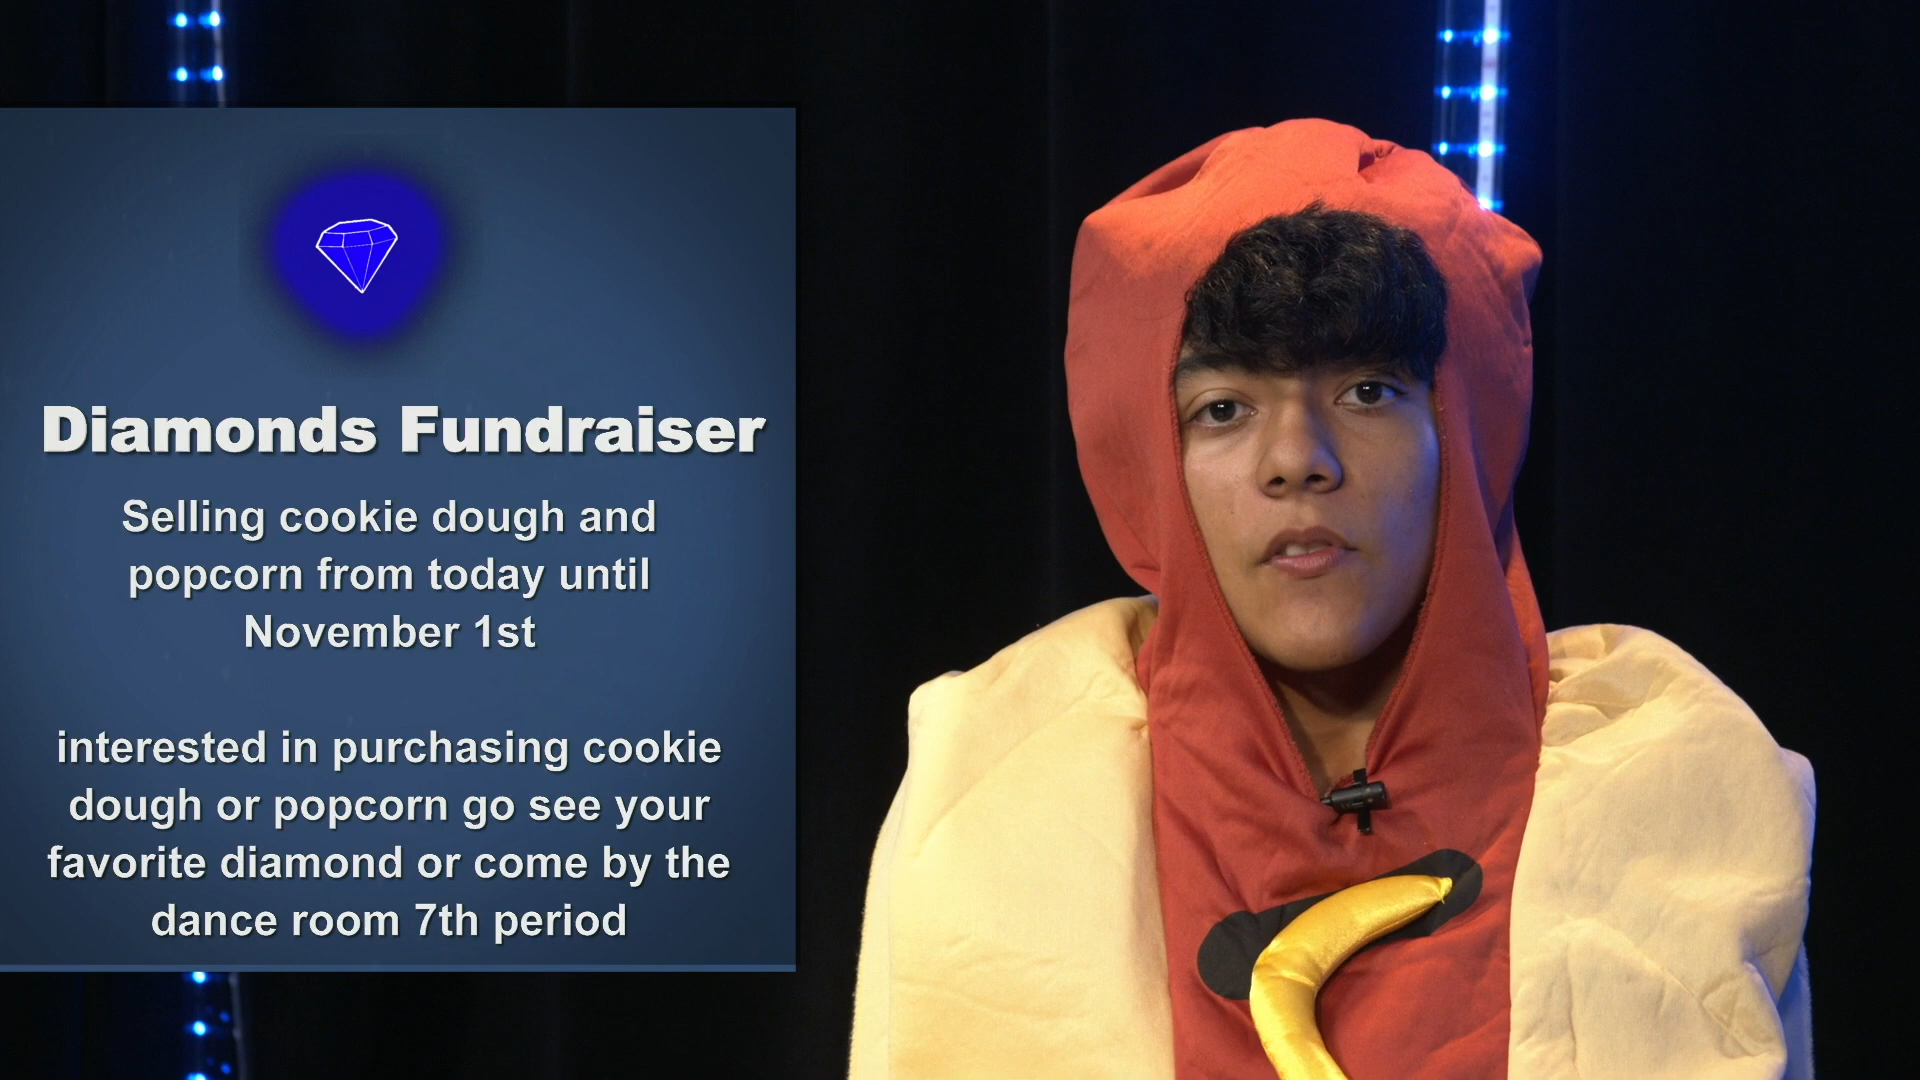 Diamonds Fundraiser
Selling cookie dough and
popcorn from today until
November 1st
interested in purchasing cookie
dough or popcorn go see your
favorite diamond or come by the
dance room 7th period